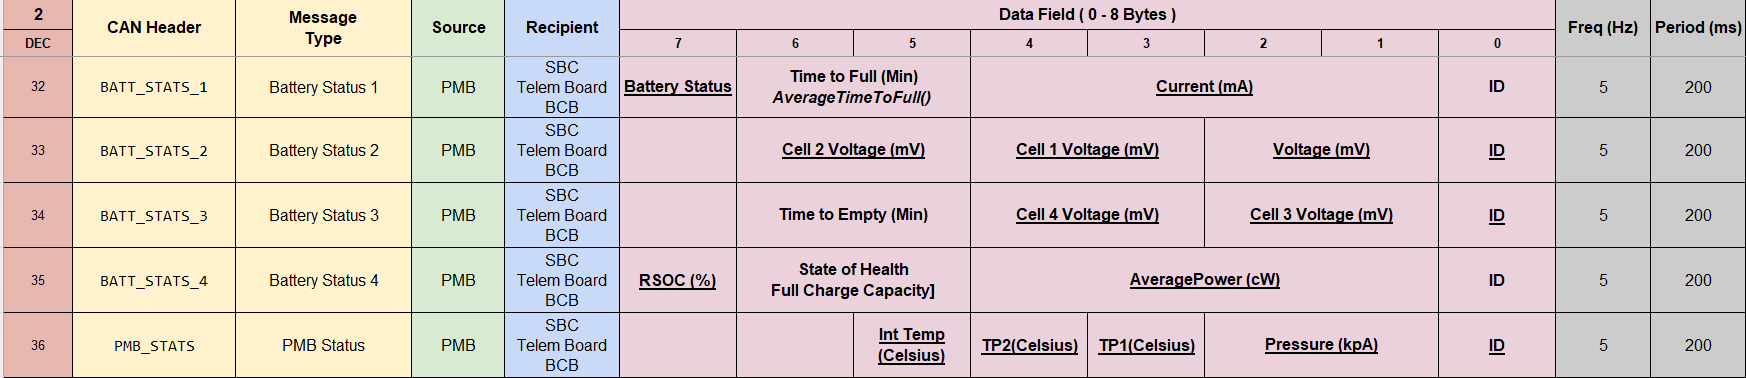 2 CAN Header Message Type Source Recipient Data Field ( 0 - 8 Bytes ) Freq (Hz) Period (ms)
DEC 7 6 5 4 3 2 1 0
32 BATT_STATS_1 Battery Status 1 PMB SBC Telem Board BCB Battery Status Time to Full (Min) AverageTimeToFull() Current (mA) ID 5 200
33 BATT_STATS_2 Battery Status 2 PMB SBC Telem Board BCB Cell 2 Voltage (mV) Cell 1 Voltage (mV) Voltage (mV) ID 5 200
34 BATT_STATS_3 Battery Status 3 PMB SBC Telem Board BCB Time to Empty (Min) Cell 4 Voltage (mV) Cell 3 Voltage (mV) ID 5 200
35 BATT_STATS_4 Battery Status 4 PMB SBC Telem Board BCB RSOC (%) State of Health Full Charge Capacity] AveragePower (cW) ID 5 200
36 PMB_STATS PMB Status PMB SBC Telem Board BCB Int Temp (Celsius) TP2(Celsius) TP1(Celsius) Pressure (kpA) ID 5 200